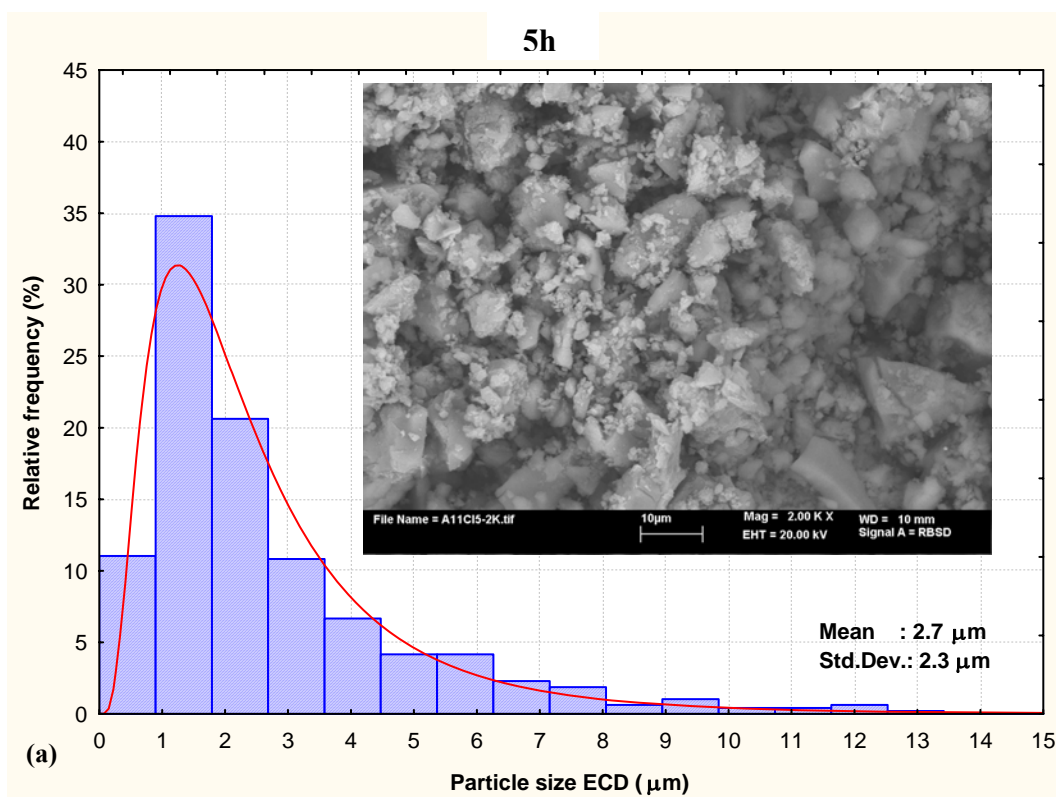 5h
45
40
35
30
25
20
15
10
5
0
Relative frequency (%)
File Name = A11CI5-2K.tif
10µm
Mag = 2.00 K X
EHT = 20.00 kV
WD = 10 mm
Signal A = RBSD
Mean : 2.7 µm
Std.Dev.: 2.3 µm
0 1 2 3 4 5 6 7 8 9 10 11 12 13 14 15
(a)
Particle size ECD ( µm)